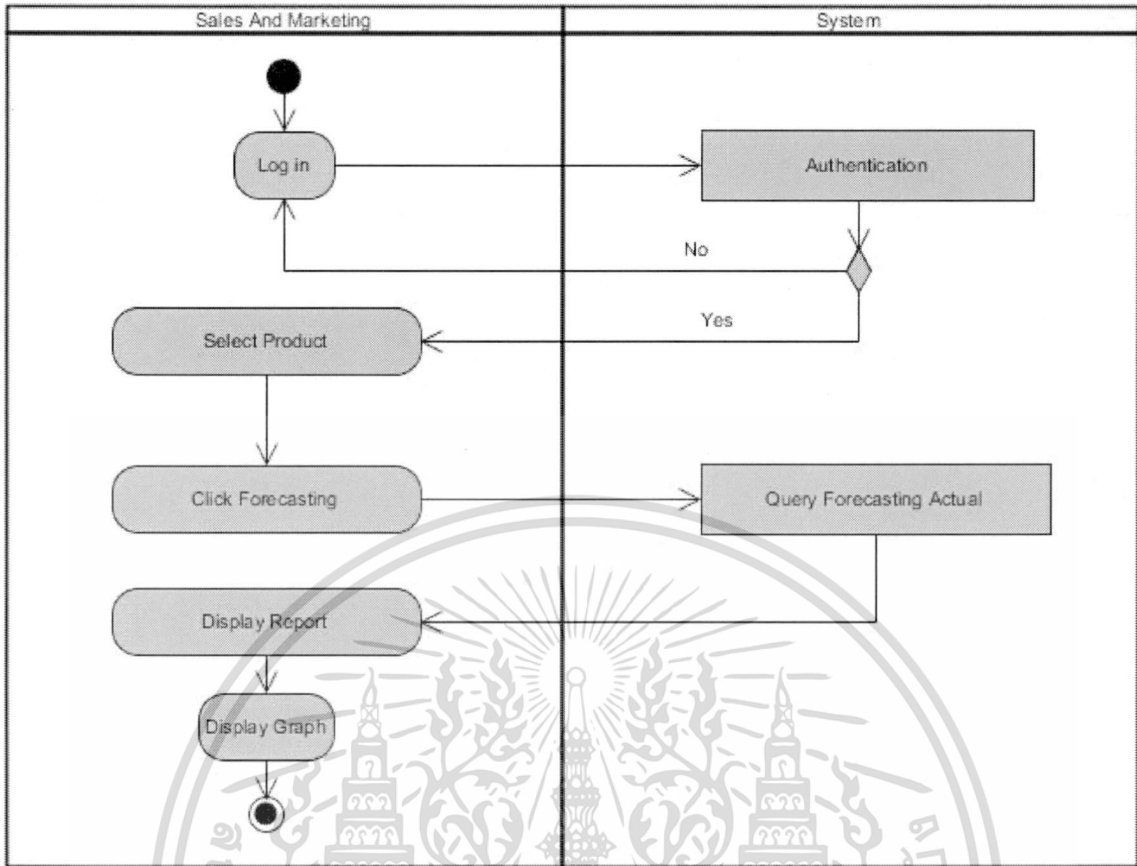 Sales And Marketing
System
Log in
Authentication
No
Yes
Select Product
Click Forecasting
Query Forecasting Actual
Display Report
Display Graph